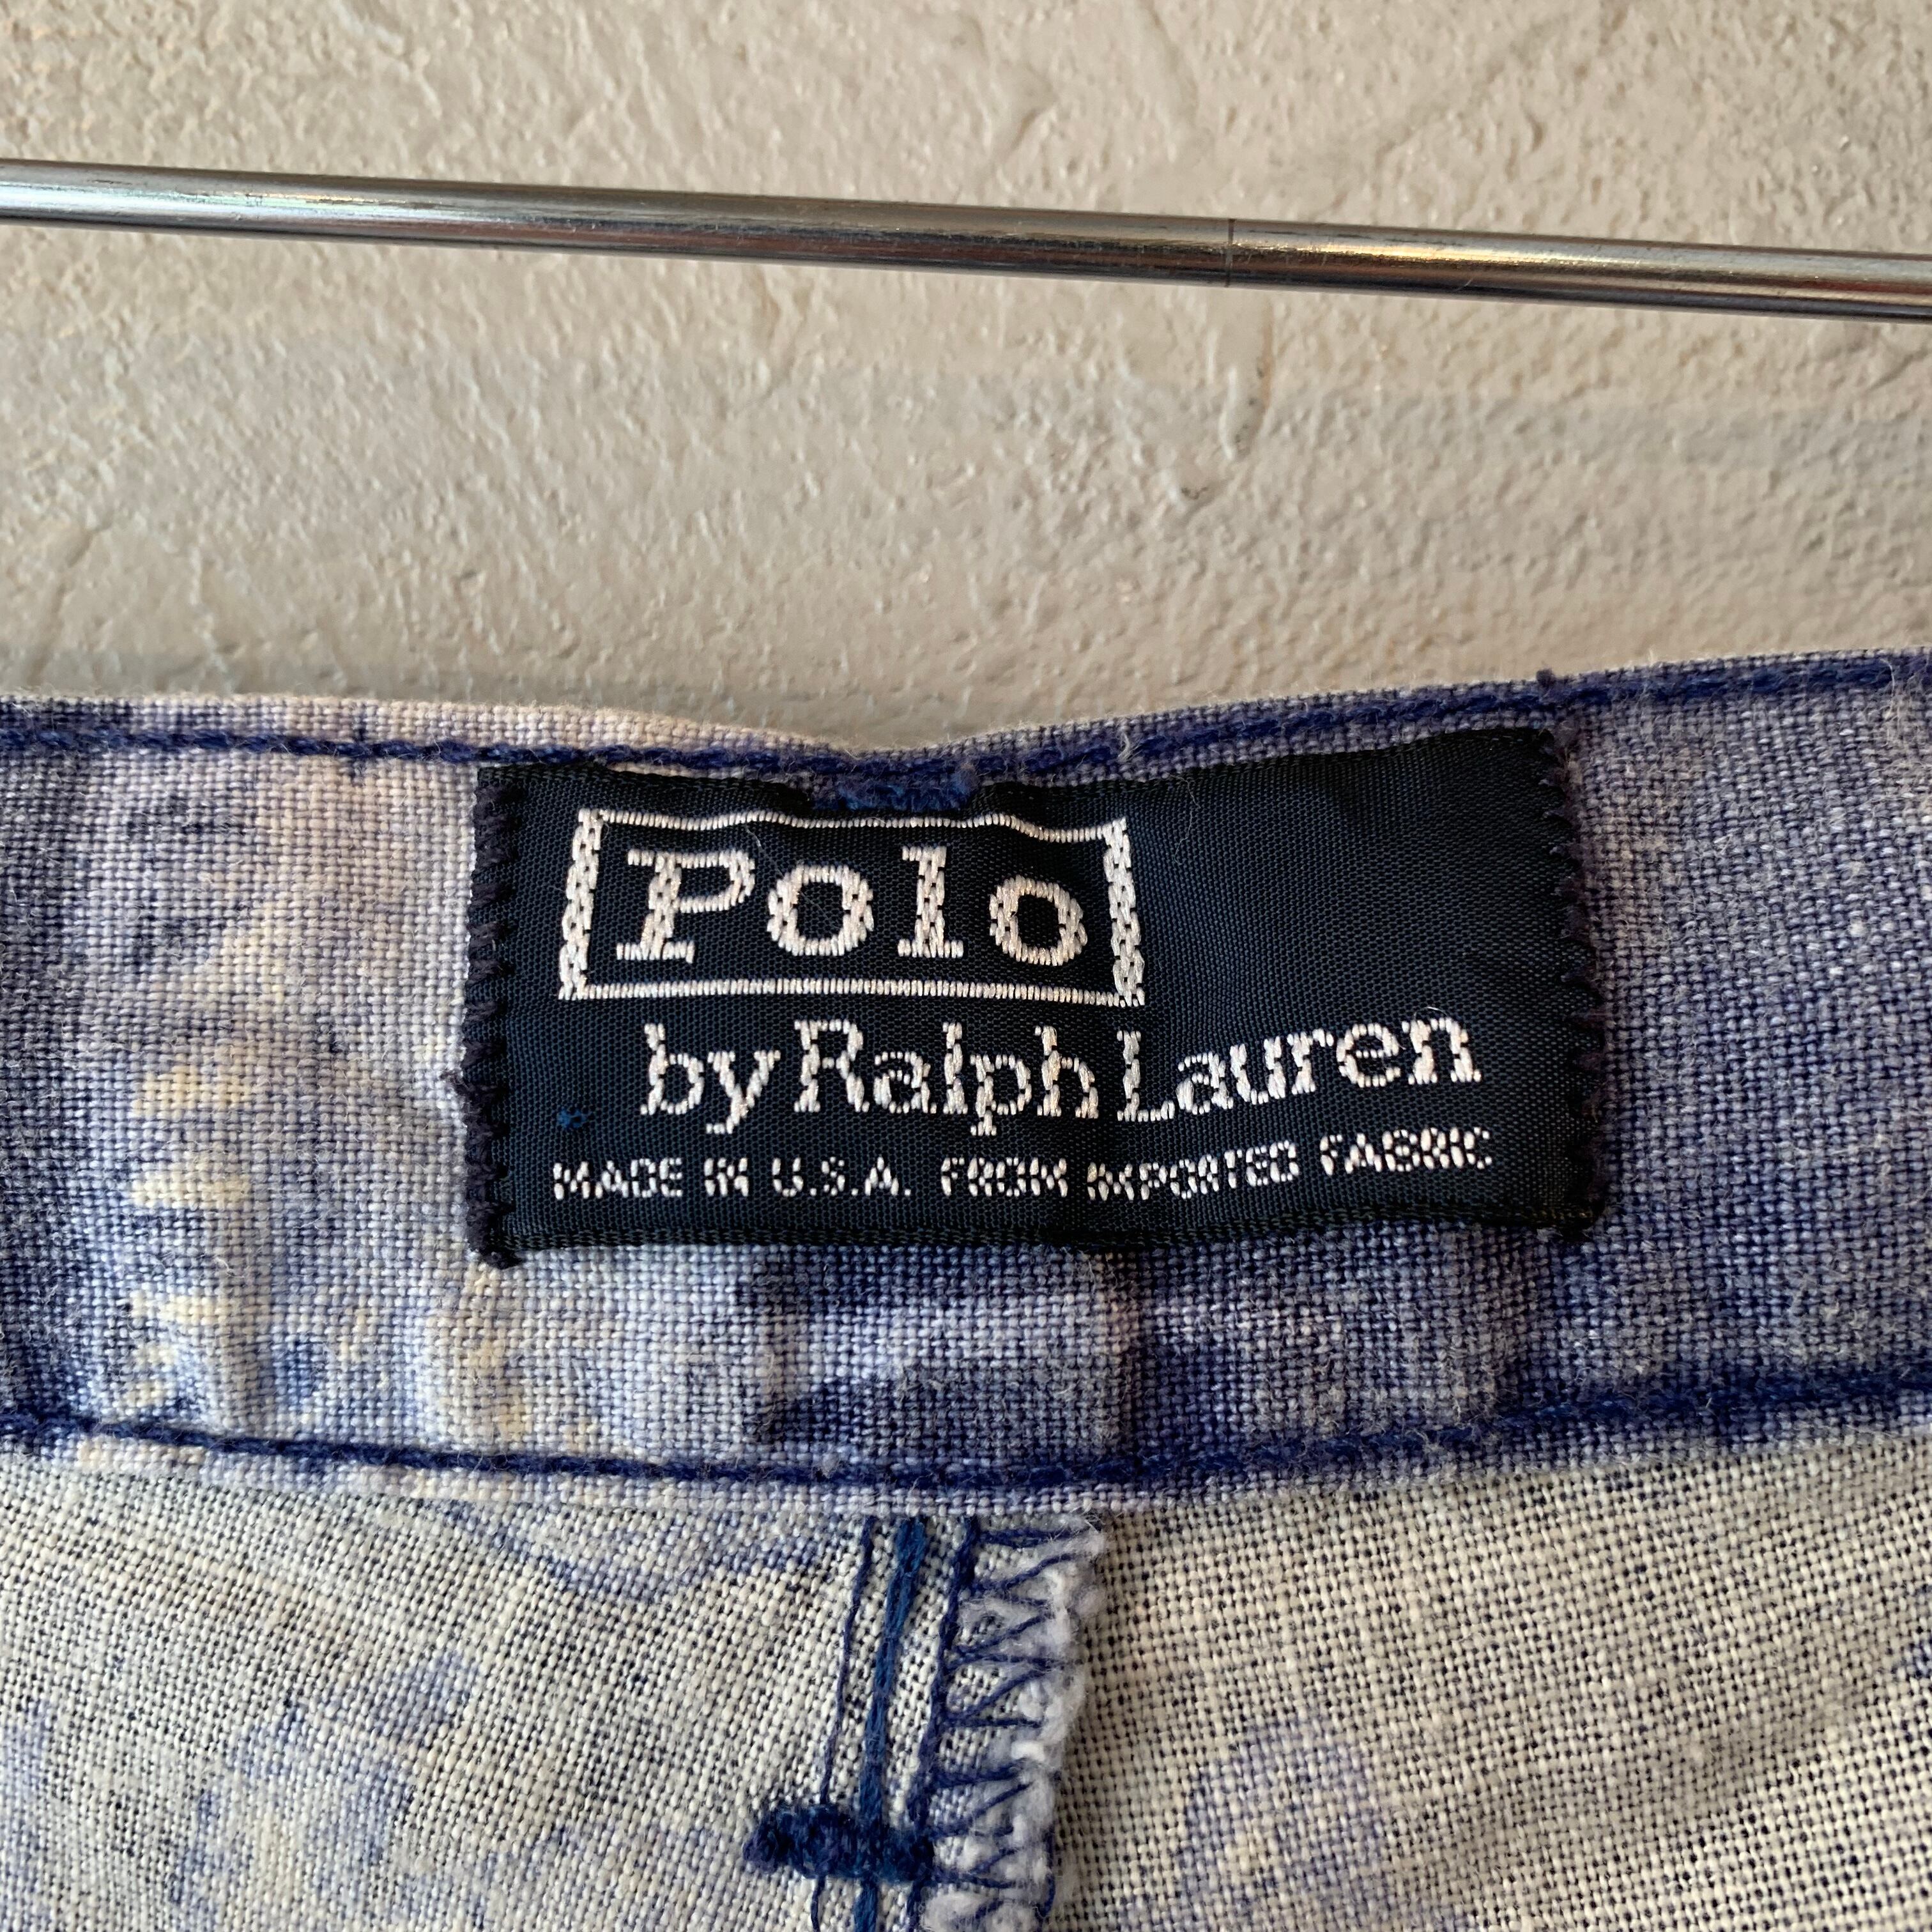 Polo
by Ralph Lauren
MADE IN U.S.A. FROM IMPORTED FABRIC